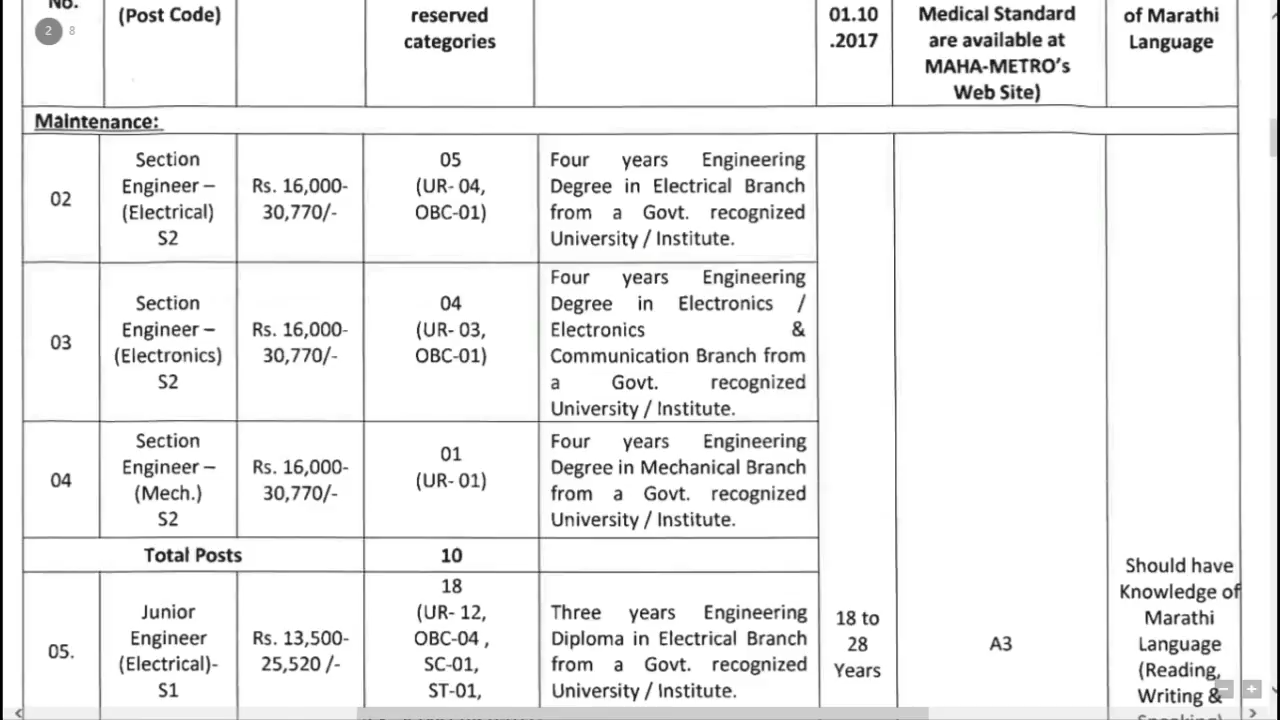 No.
(Post Code)
reserved
categories
01.10
.2017
Medical Standard
are available at
MAHA-METRO's
Web Site)
of Marathi
Language
2 8
Maintenance:
02
Section
Engineer –
(Electrical)
S2
Rs. 16,000-
30,770/-
05
(UR- 04,
OBC-01)
Four years Engineering
Degree in Electrical Branch
from a Govt. recognized
University / Institute.
03
Section
Engineer –
(Electronics)
S2
Rs. 16,000-
30,770/-
04
(UR- 03,
OBC-01)
Four years Engineering
Degree in Electronics /
Electronics &
Communication Branch from
a Govt. recognized
University / Institute.
04
Section
Engineer –
(Mech.)
S2
Rs. 16,000-
30,770/-
01
(UR- 01)
Four years Engineering
Degree in Mechanical Branch
from a Govt. recognized
University / Institute.
Total Posts
10
05.
Junior
Engineer
(Electrical)-
S1
Rs. 13,500-
25,520 /-
18
(UR- 12,
OBC-04 ,
SC-01,
ST-01,
Three years Engineering
Diploma in Electrical Branch
from a Govt. recognized
University / Institute.
18 to
28
Years
A3
Should have
Knowledge of
Marathi
Language
(Reading,
Writing &